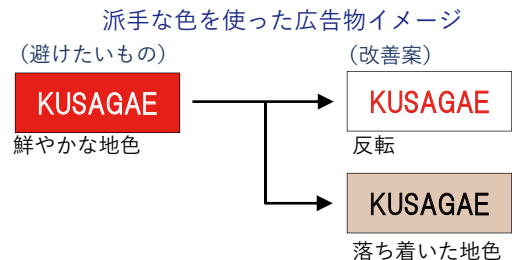 派手な色を使った広告物イメージ
（避けたいもの）
（改善案）
KUSAGAE
鮮やかな地色
KUSAGAE
反転
KUSAGAE
落ち着いた地色